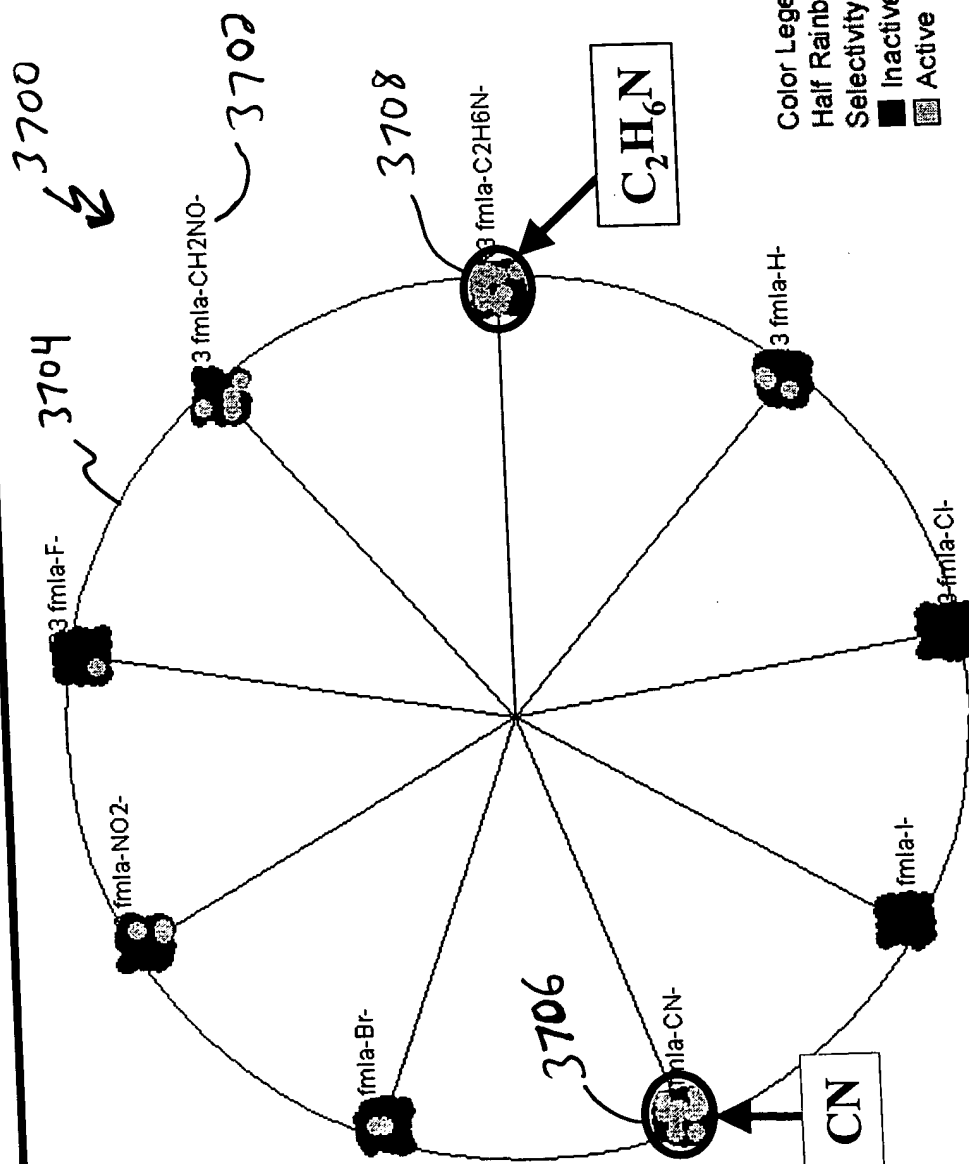 3700
3702
3 fmla-CH2NO-
3704
3708
3 fmla-C2H6N-
C₂H₆N
3 fmla-F-
3 fmla-H-
fmla-NO2-
fmla-Br-
3706
fmla-CN-
CN
fmla-I-
3-fmla-Cl-
Color Lege
Half Rainb
Selectivity
Inactive
Active